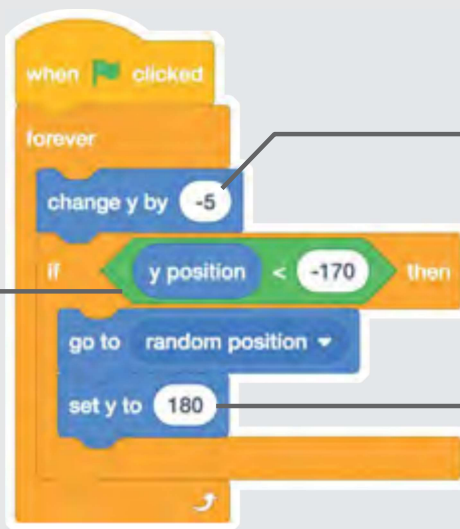 when clicked
forever
change y by -5
if y position < -170 then
go to random position
set y to 180